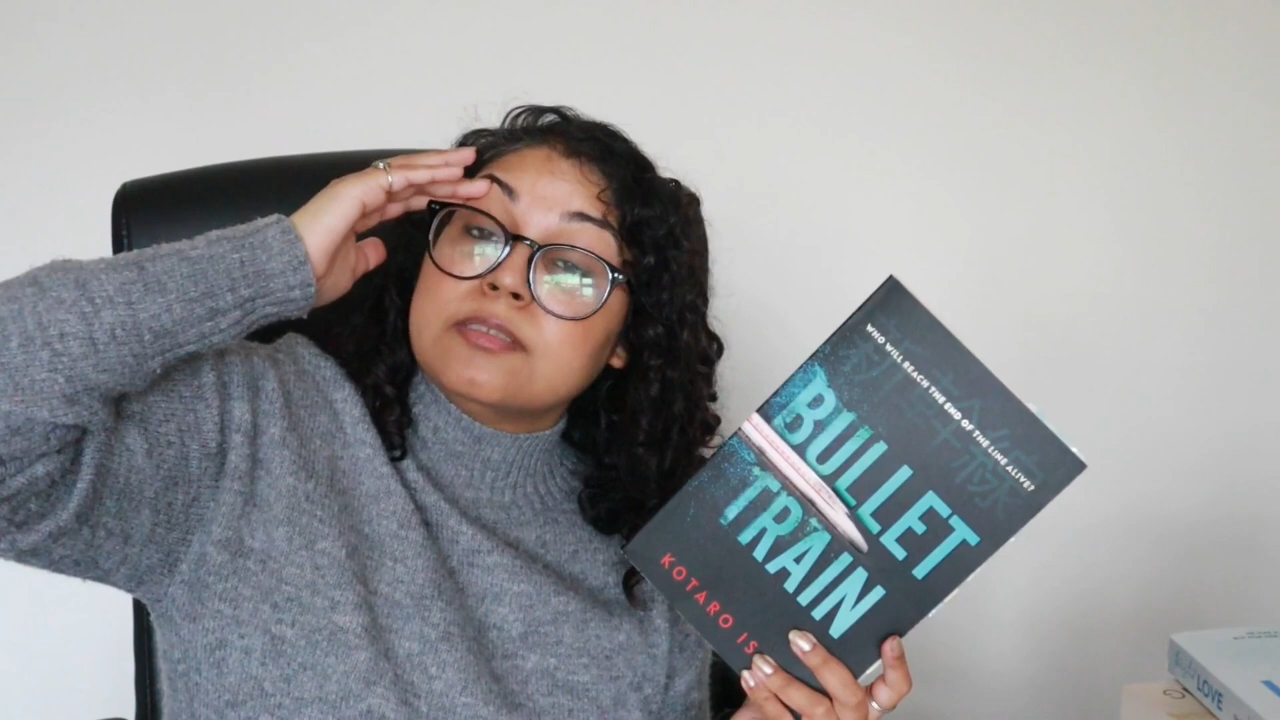 WHO WILL REACH THE END OF THE LINE ALIVE?
BULLET
TRAIN
KOTARO IS
LOVE